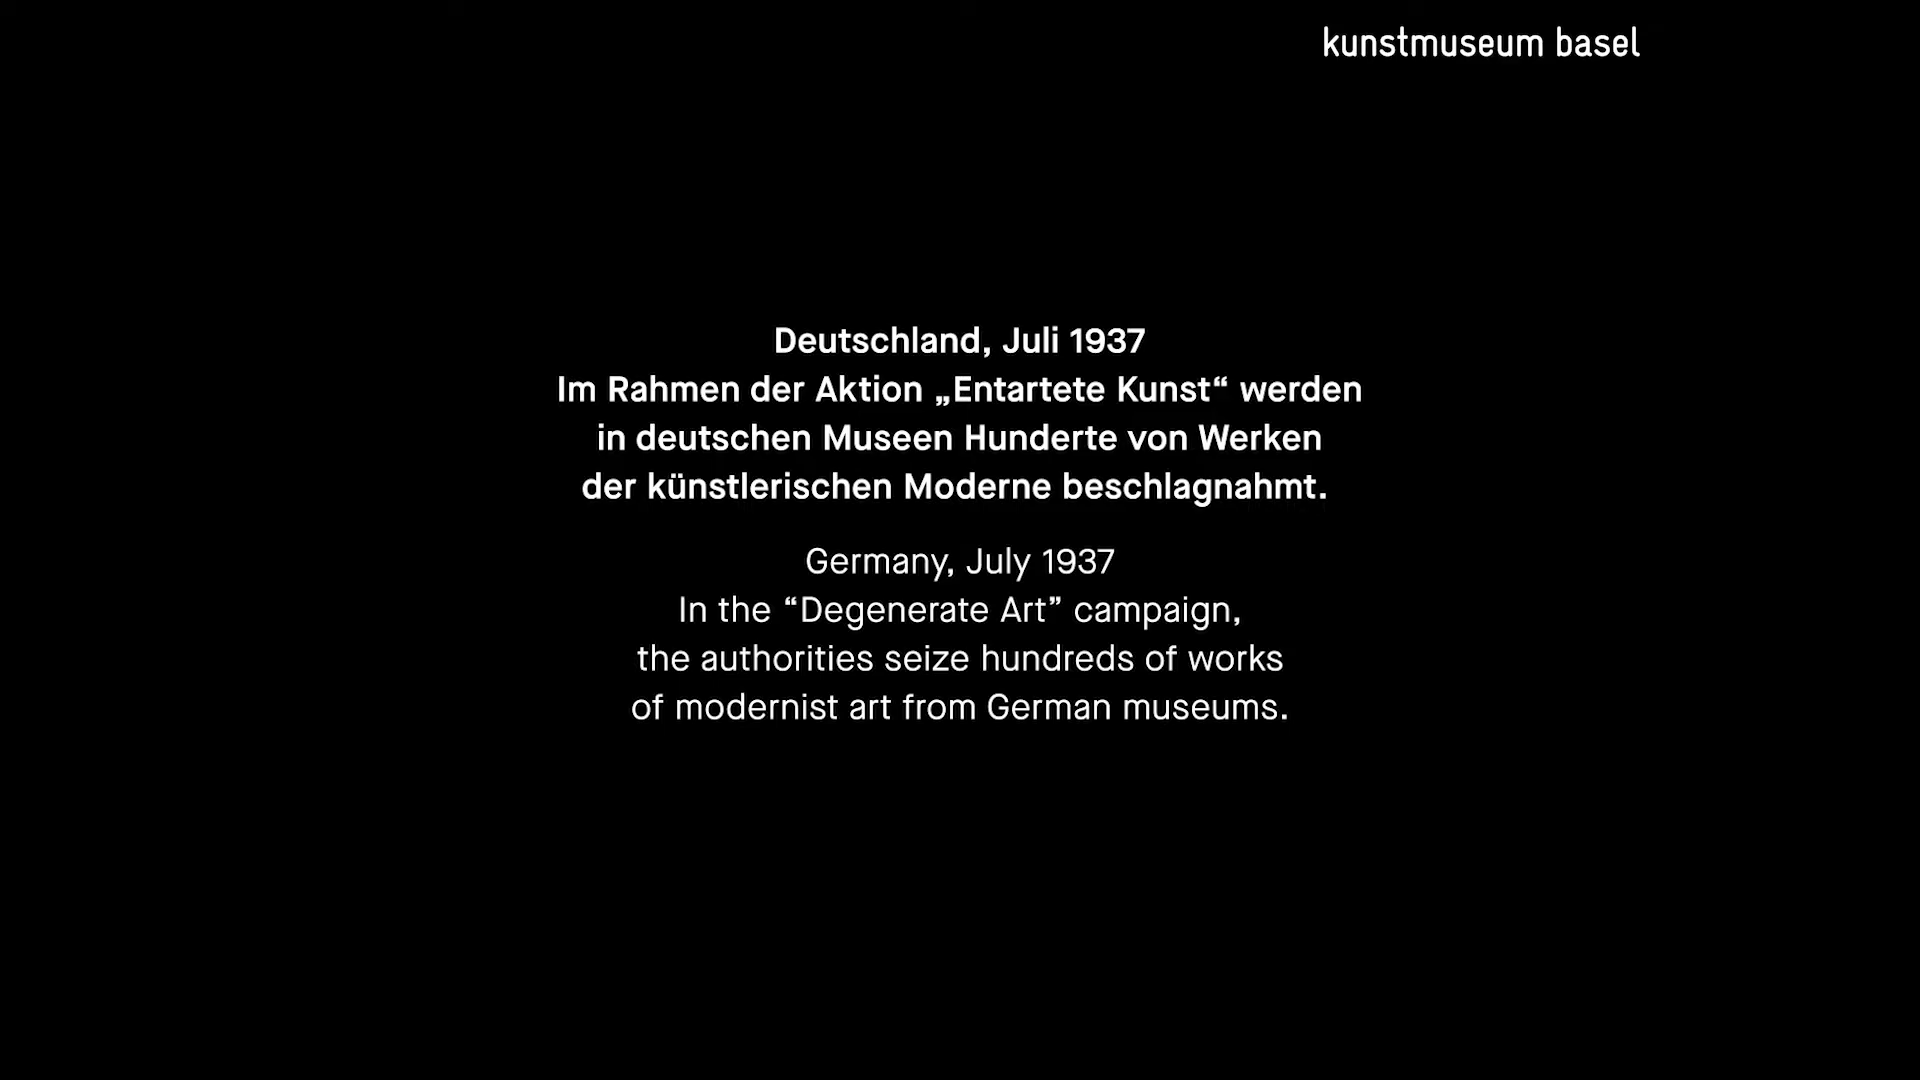 kunstmuseum basel
Deutschland, Juli 1937
Im Rahmen der Aktion „Entartete Kunst“ werden
in deutschen Museen Hunderte von Werken
der künstlerischen Moderne beschlagnahmt.
Germany, July 1937
In the “Degenerate Art” campaign,
the authorities seize hundreds of works
of modernist art from German museums.